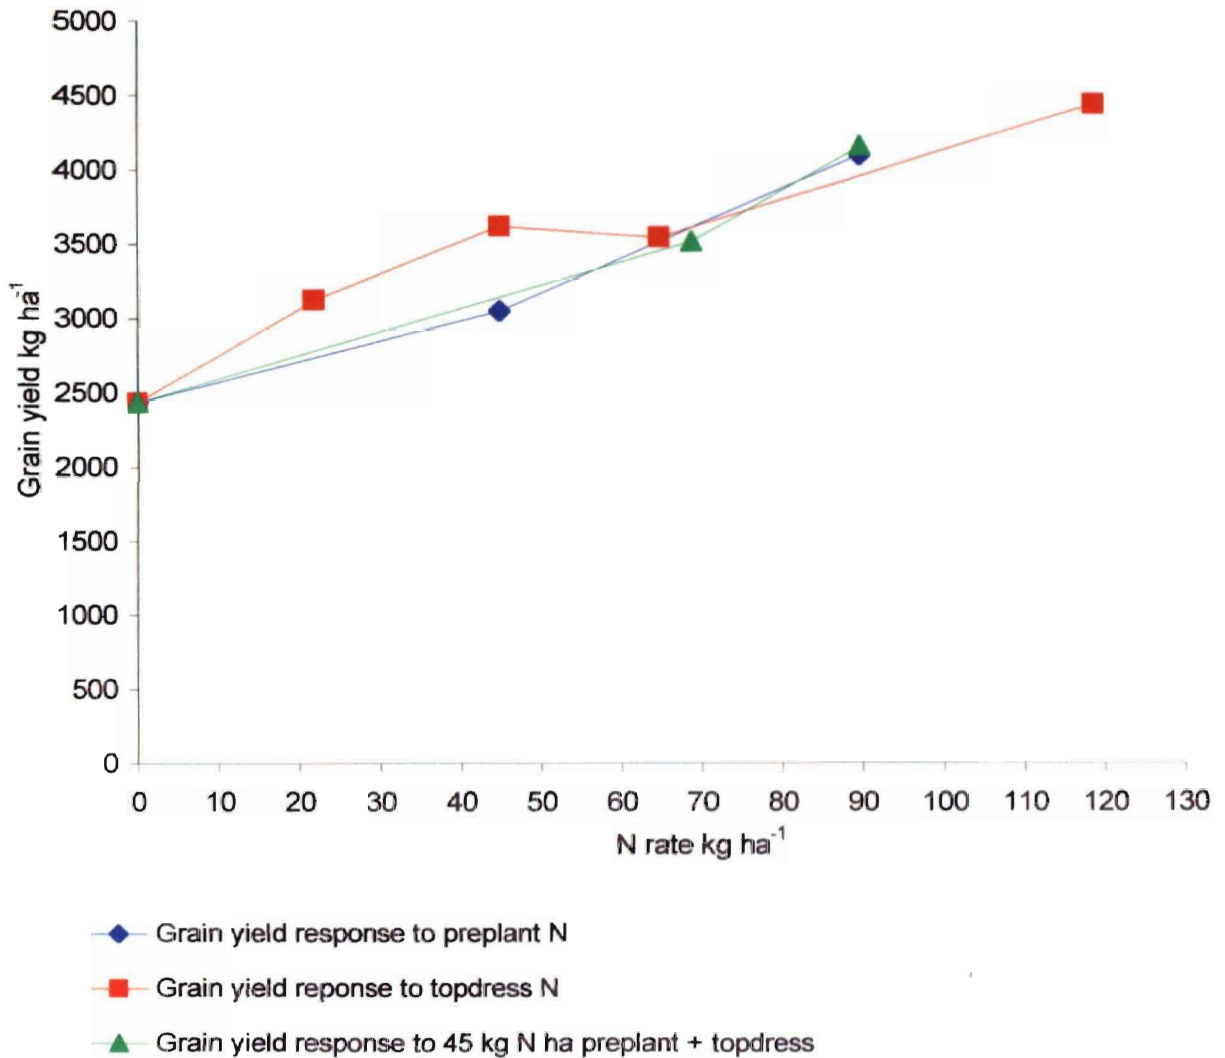 5000
4500
4000
3500
3000
2500
2000
1500
1000
500
0
Grain yield kg ha-1
0 10 20 30 40 50 60 70 80 90 100 110 120 130
N rate kg ha-1
Grain yield response to preplant N
Grain yield reponse to topdress N
Grain yield response to 45 kg N ha preplant + topdress